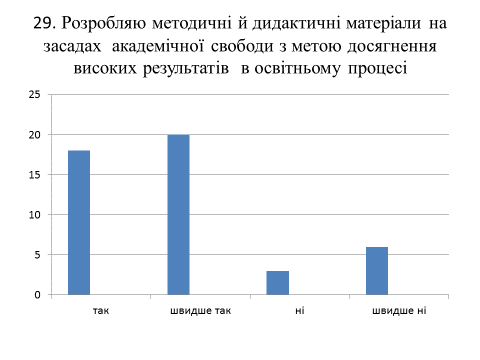 29. Розробляю методичні й дидактичні матеріали на
засадах академічної свободи з метою досягнення
високих результатів в освітньому процесі
25
20
15
10
5
0
так швидше так ні швидше ні